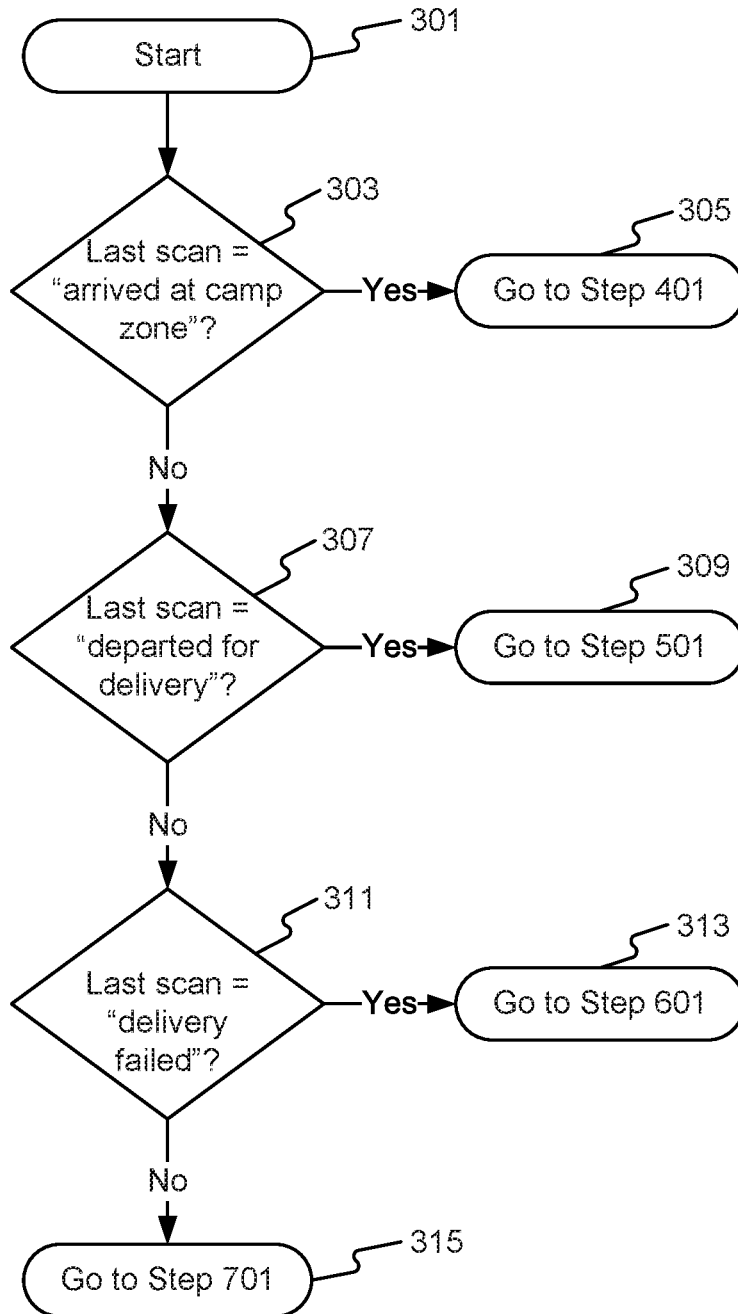 301
Start
303
Last scan =
“arrived at camp
zone”?
Yes
305
Go to Step 401
No
307
Last scan =
“departed for
delivery”?
Yes
309
Go to Step 501
No
311
Last scan =
“delivery
failed”?
Yes
313
Go to Step 601
No
Go to Step 701
315